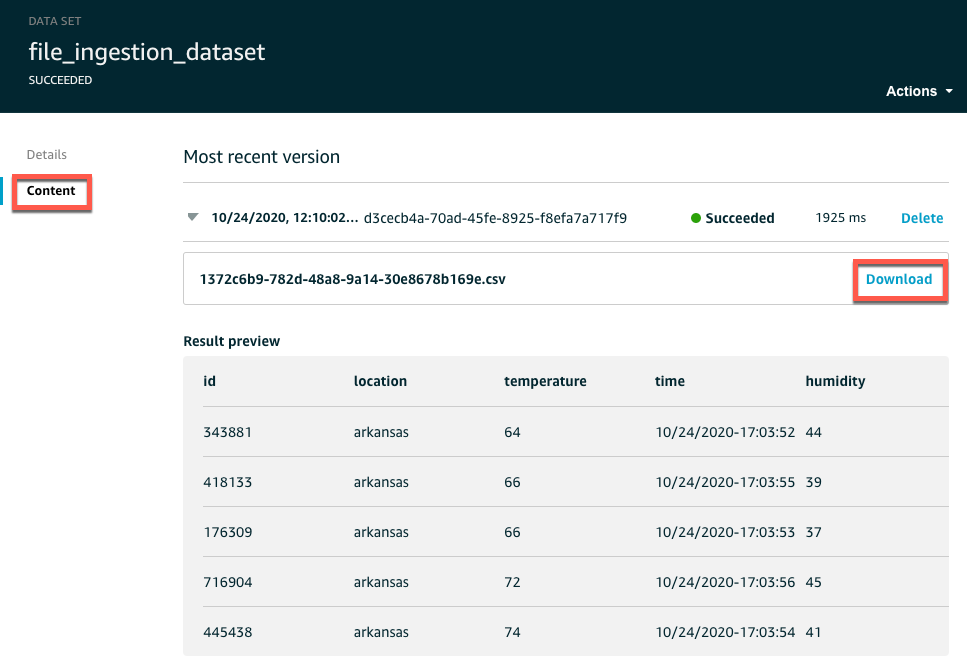 DATA SET
file_ingestion_dataset
SUCCEEDED
Actions
Details
Content
Most recent version
10/24/2020, 12:10:02... d3cecb4a-70ad-45fe-8925-f8efa7a717f9 Succeeded 1925 ms Delete
1372c6b9-782d-48a8-9a14-30e8678b169e.csv Download
Result preview
id location temperature time humidity
343881 arkansas 64 10/24/2020-17:03:52 44
418133 arkansas 66 10/24/2020-17:03:55 39
176309 arkansas 66 10/24/2020-17:03:53 37
716904 arkansas 72 10/24/2020-17:03:56 45
445438 arkansas 74 10/24/2020-17:03:54 41